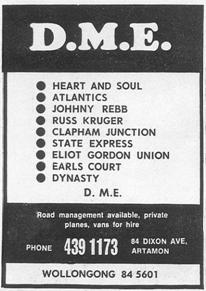 D.M.E.
HEART AND SOUL
ATLANTICS
JOHHNY REBB
RUSS KRUGER
CLAPHAM JUNCTION
STATE EXPRESS
ELIOT GORDON UNION
EARLS COURT
DYNASTY
D. M.E.
Road management available, private
planes, vans for hire
PHONE 439 1173 84 DIXON AVE,
ARTAMON
WOLLONGONG 84 5601